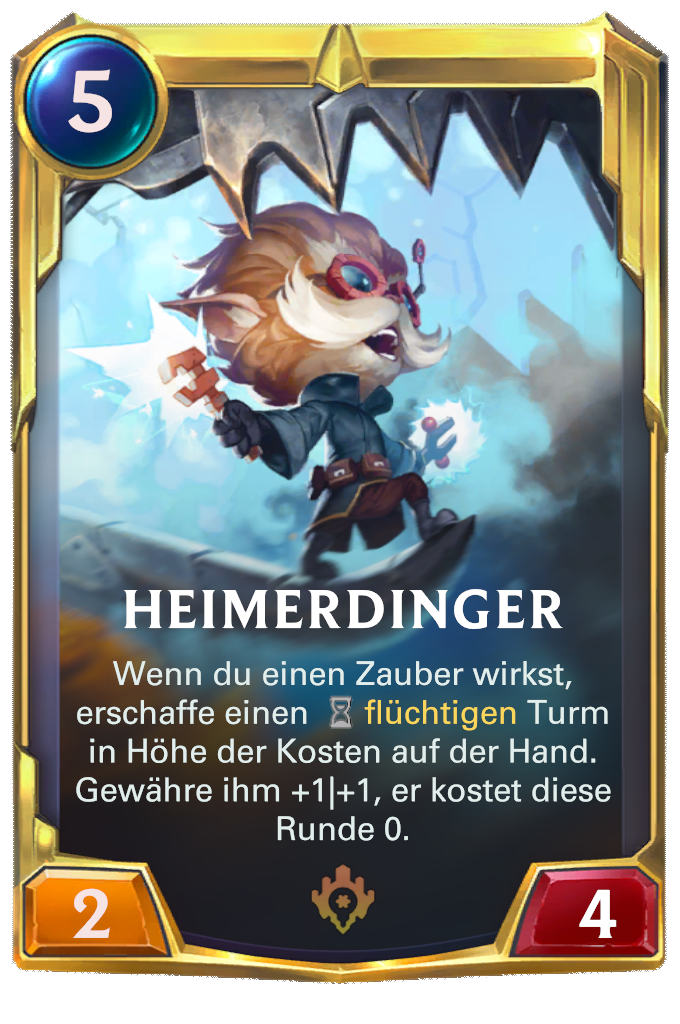 5
HEIMERDINGER
Wenn du einen Zauber wirkst,
erschaffe einen flüchtigen Turm
in Höhe der Kosten auf der Hand.
Gewähre ihm +1|+1, er kostet diese
Runde 0.
2
4